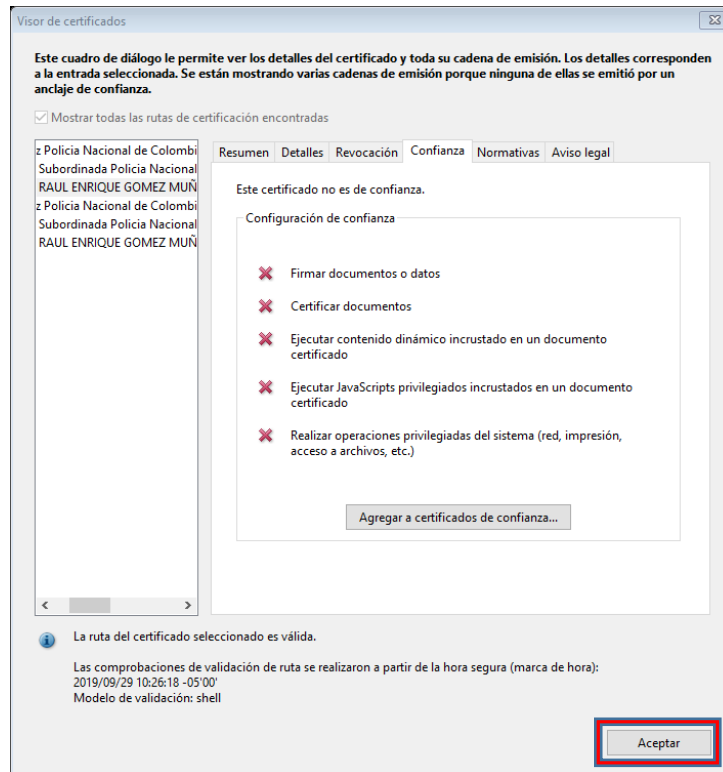 Visor de certificados
Este cuadro de diálogo le permite ver los detalles del certificado y toda su cadena de emisión. Los detalles corresponden
a la entrada seleccionada. Se están mostrando varias cadenas de emisión porque ninguna de ellas se emitió por un
anclaje de confianza.
Mostrar todas las rutas de certificación encontradas
z Policia Nacional de Colombi
Subordinada Policia Nacional
RAUL ENRIQUE GOMEZ MUÑ
z Policia Nacional de Colombi
Subordinada Policia Nacional
RAUL ENRIQUE GOMEZ MUÑ
Resumen Detalles Revocación Confianza Normativas Aviso legal
Este certificado no es de confianza.
Configuración de confianza
Firmar documentos o datos
Certificar documentos
Ejecutar contenido dinámico incrustado en un documento
certificado
Ejecutar JavaScripts privilegiados incrustados en un documento
certificado
Realizar operaciones privilegiadas del sistema (red, impresión,
acceso a archivos, etc.)
Agregar a certificados de confianza...
La ruta del certificado seleccionado es válida.
Las comprobaciones de validación de ruta se realizaron a partir de la hora segura (marca de hora):
2019/09/29 10:26:18 -05'00'
Modelo de validación: shell
Aceptar